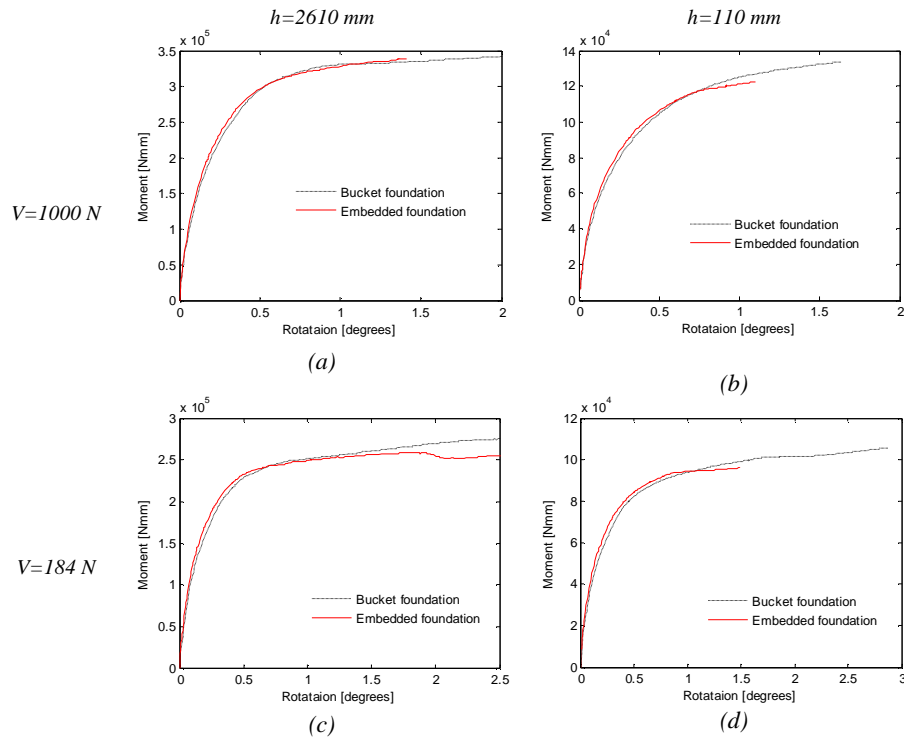 h=2610 mm
h=110 mm
V=1000 N
x 10^5
3.5
3
2.5
2
1.5
1
0.5
0
Moment [Nmm]
0 0.5 1 1.5 2
Rotataion [degrees]
Bucket foundation
Embedded foundation
(a)
x 10^4
14
12
10
8
6
4
2
0
Moment [Nmm]
0 0.5 1 1.5 2
Rotataion [degrees]
Bucket foundation
Embedded foundation
(b)
V=184 N
x 10^5
3
2.5
2
1.5
1
0.5
0
Moment [Nmm]
0 0.5 1 1.5 2 2.5
Rotataion [degrees]
Bucket foundation
Embedded foundation
(c)
x 10^4
12
10
8
6
4
2
0
Moment [Nmm]
0 0.5 1 1.5 2 2.5 3
Rotataion [degrees]
Bucket foundation
Embedded foundation
(d)